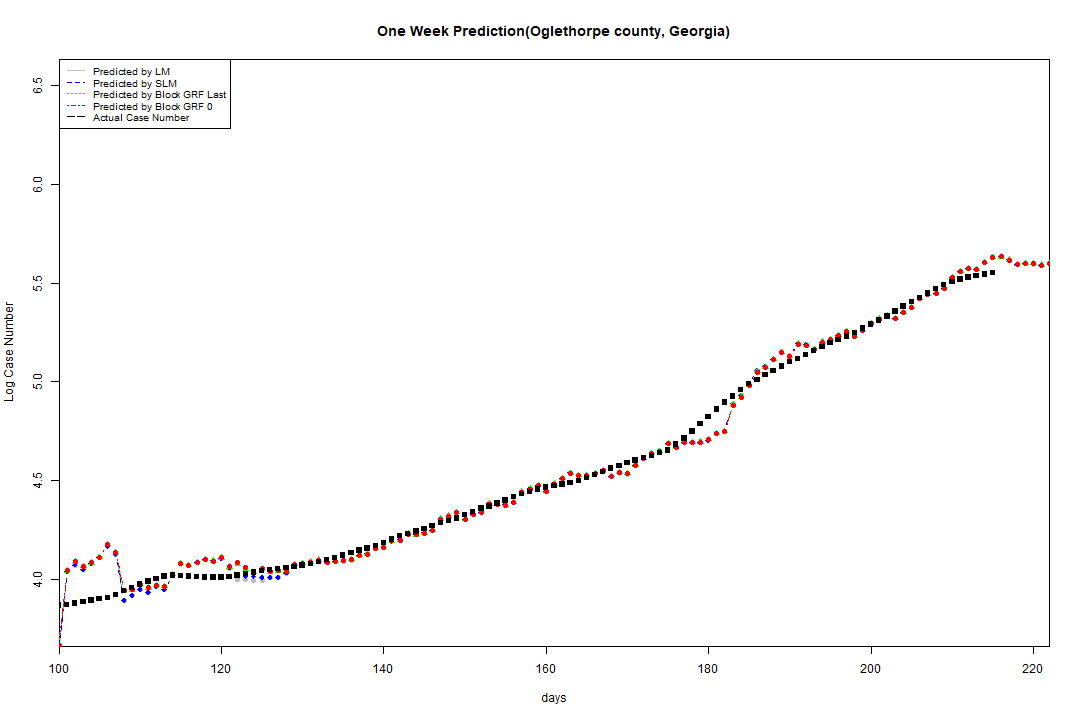 One Week Prediction(Oglethorpe county, Georgia)
Predicted by LM
Predicted by SLM
Predicted by Block GRF Last
Predicted by Block GRF 0
Actual Case Number
6.5
6.0
5.5
5.0
4.5
4.0
Log Case Number
100 120 140 160 180 200 220
days